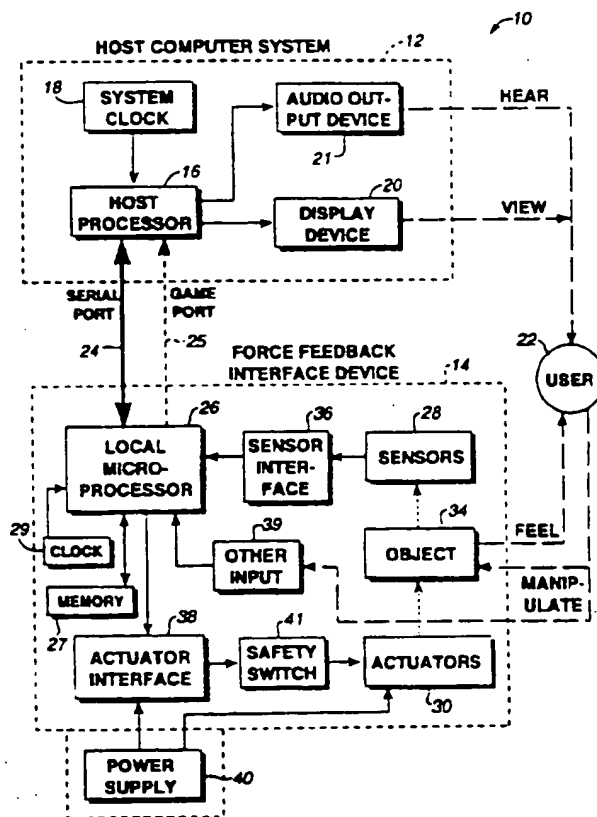 10
HOST COMPUTER SYSTEM
12
18
SYSTEM
CLOCK
AUDIO OUT-
PUT DEVICE
21
HEAR
16
HOST
PROCESSOR
20
DISPLAY
DEVICE
VIEW
SERIAL
PORT
GAME
PORT
24
25
FORCE FEEDBACK
INTERFACE DEVICE
14
22
USER
26
LOCAL
MICRO-
PROCESSOR
36
SENSOR
INTER-
FACE
28
SENSORS
29
CLOCK
39
OTHER
INPUT
34
OBJECT
FEEL
MANIP-
ULATE
MEMORY
27
38
ACTUATOR
INTERFACE
41
SAFETY
SWITCH
ACTUATORS
30
POWER
SUPPLY
40